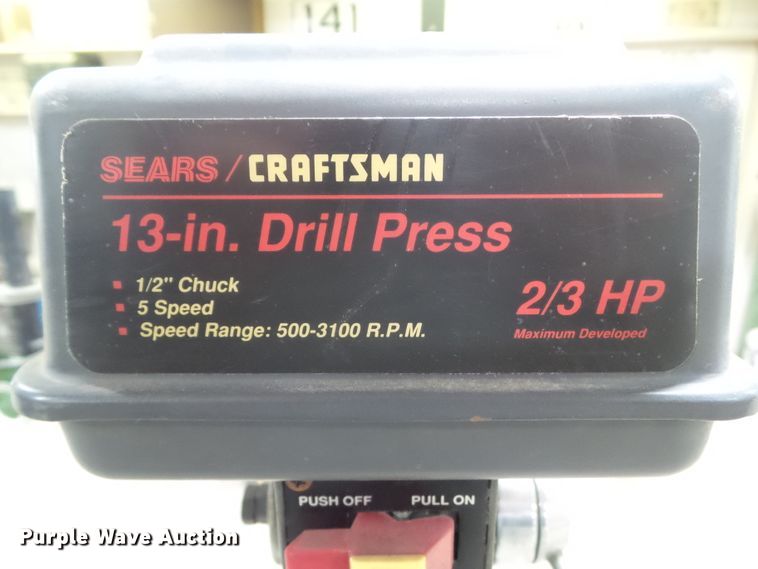 141
SEARS / CRAFTSMAN
13-in. Drill Press
1/2" Chuck
5 Speed
Speed Range: 500-3100 R.P.M.
2/3 HP
Maximum Developed
PUSH OFF PULL ON
Purple Wave Auction